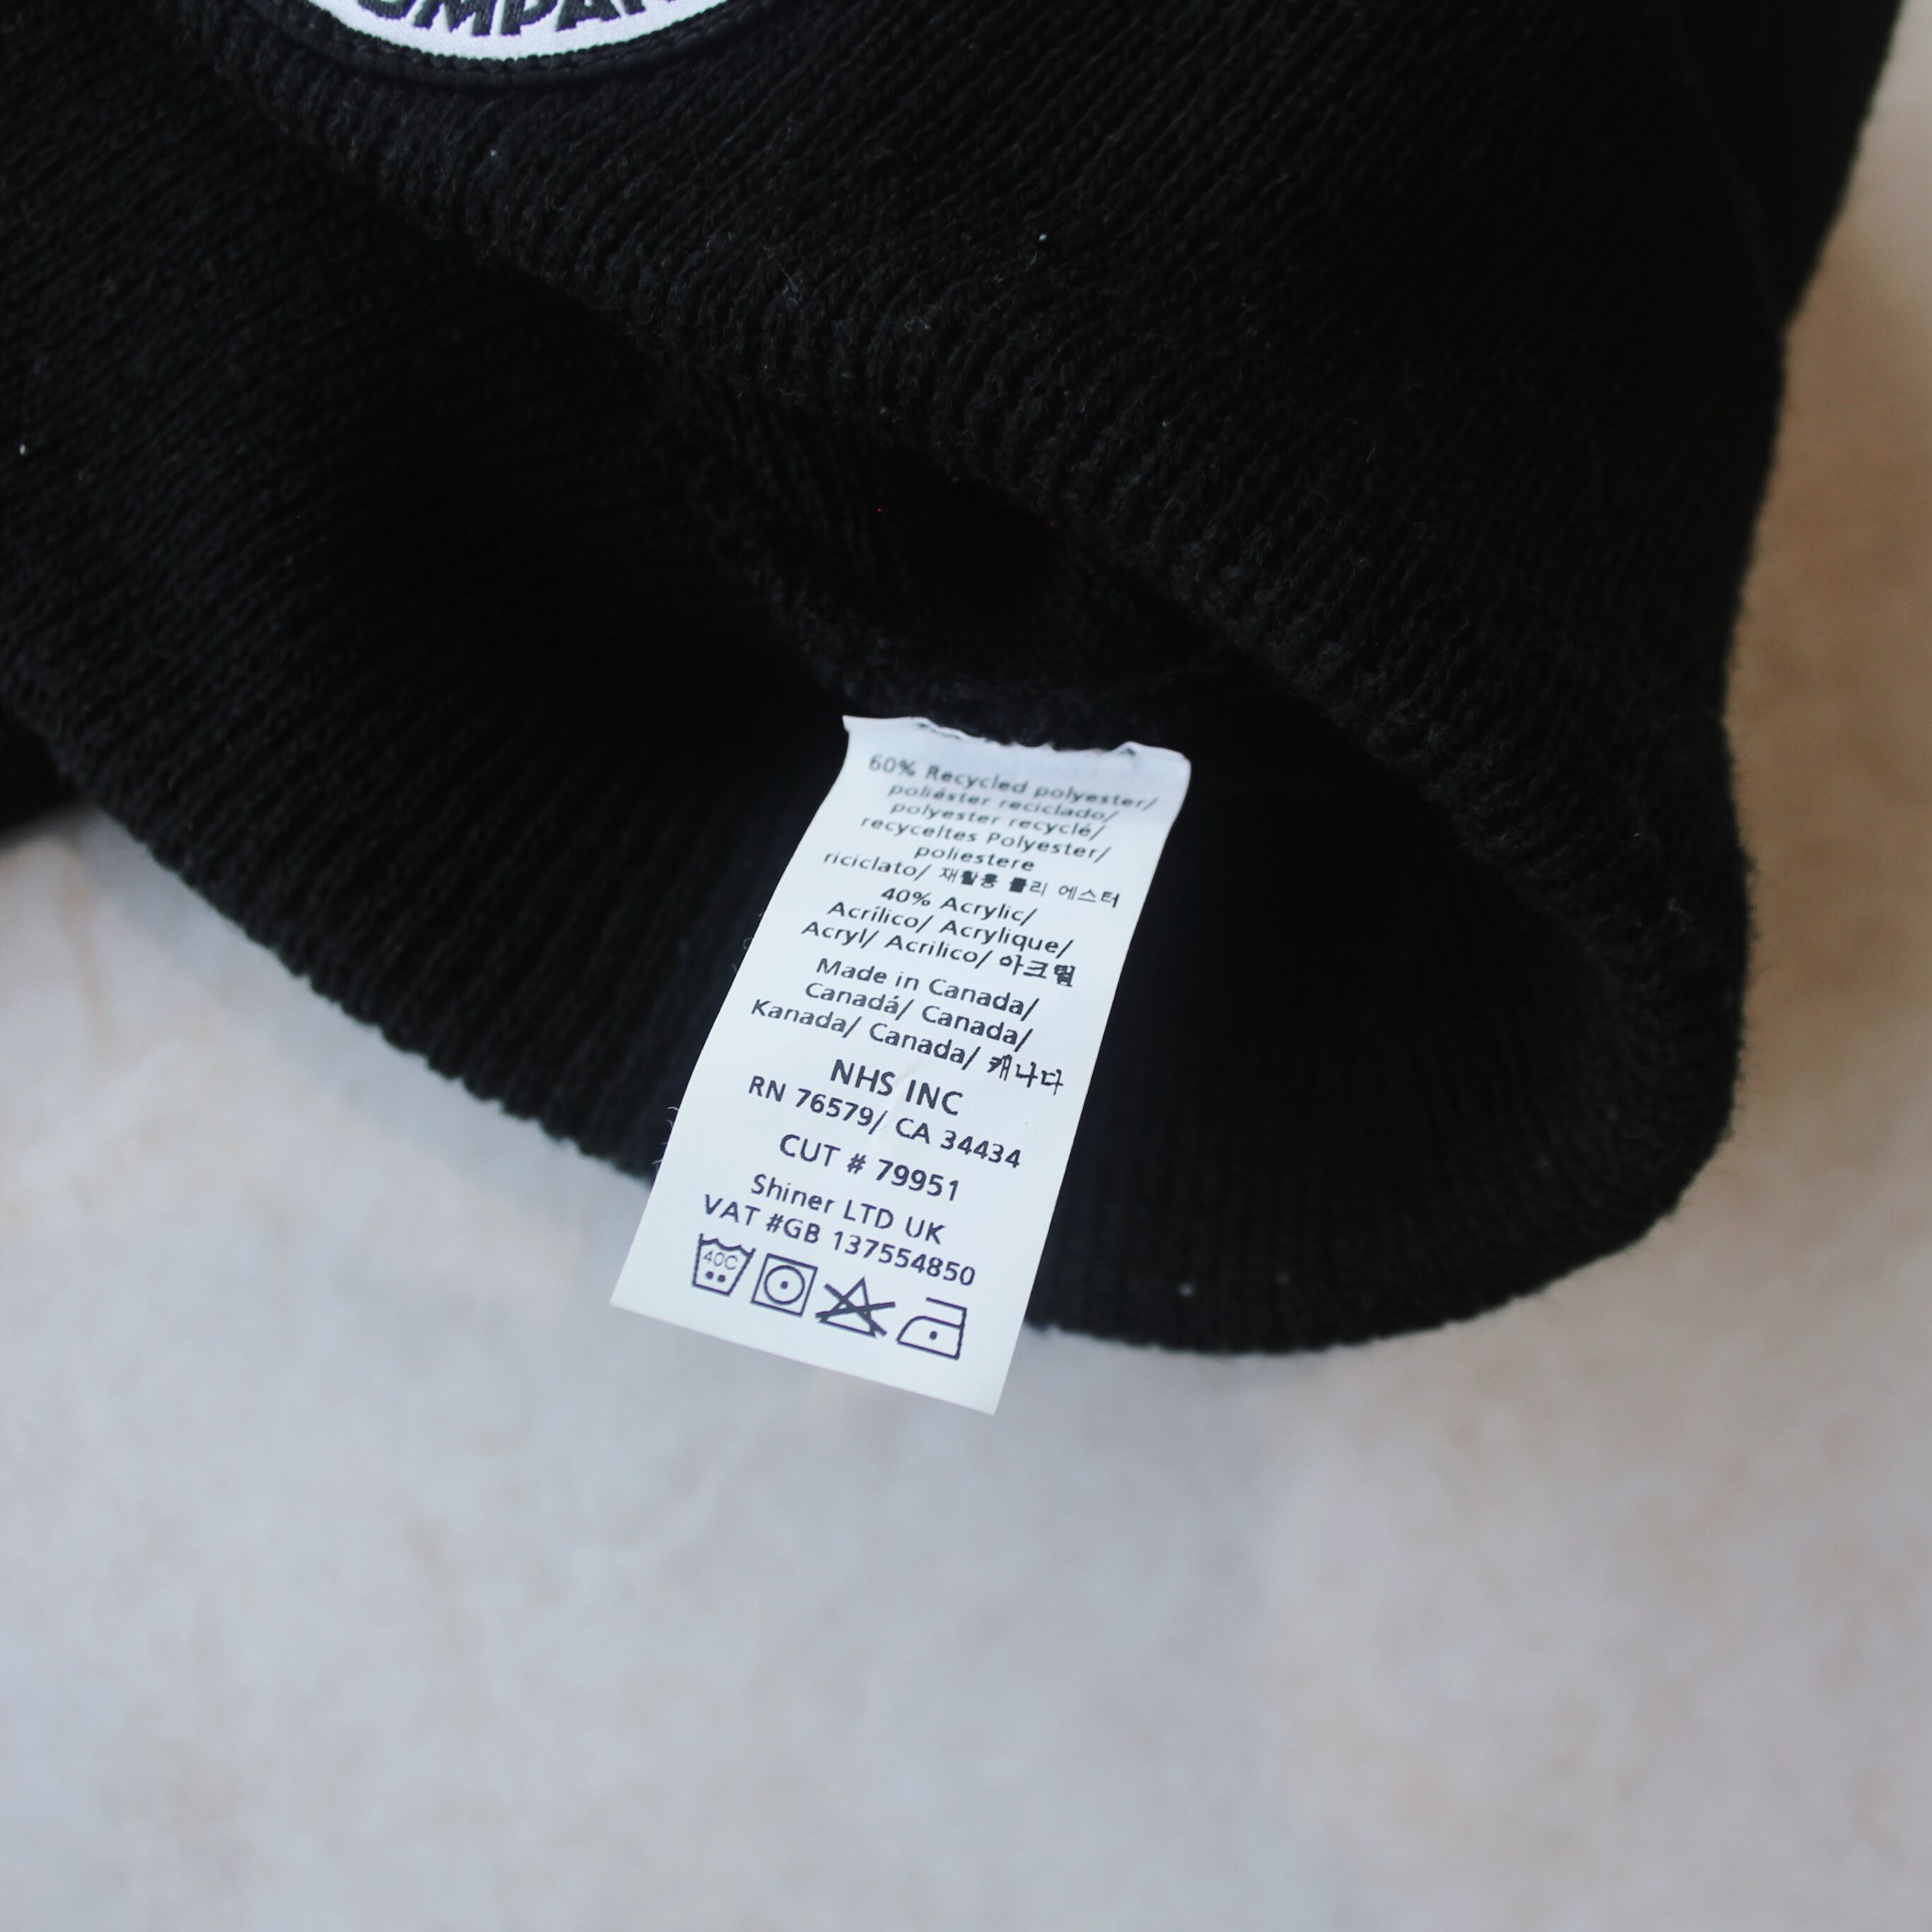 60% Recycled polyester/
poliéster reciclado/
polyester recyclé/
recyceltes Polyester/
poliestere
riciclato/ 재활용 폴리 에스터
40% Acrylic/
Acrílico/ Acrylique/
Acryl/ Acrilico/ 아크릴
Made in Canada/
Canadá/ Canada/
Kanada/ Canada/ 캐나다
NHS INC
RN 76579/ CA 34434
CUT # 79951
Shiner LTD UK
VAT #GB 137554850
40C